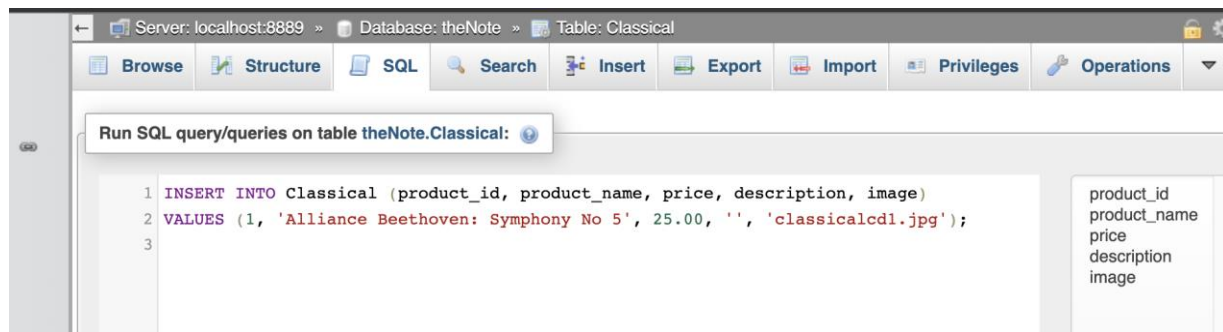 Server: localhost:8889 » Database: theNote » Table: Classical
Browse Structure SQL Search Insert Export Import Privileges Operations
Run SQL query/queries on table theNote.Classical:
1 INSERT INTO Classical (product_id, product_name, price, description, image)
2 VALUES (1, 'Alliance Beethoven: Symphony No 5', 25.00, '', 'classicalcd1.jpg');
3
product_id
product_name
price
description
image